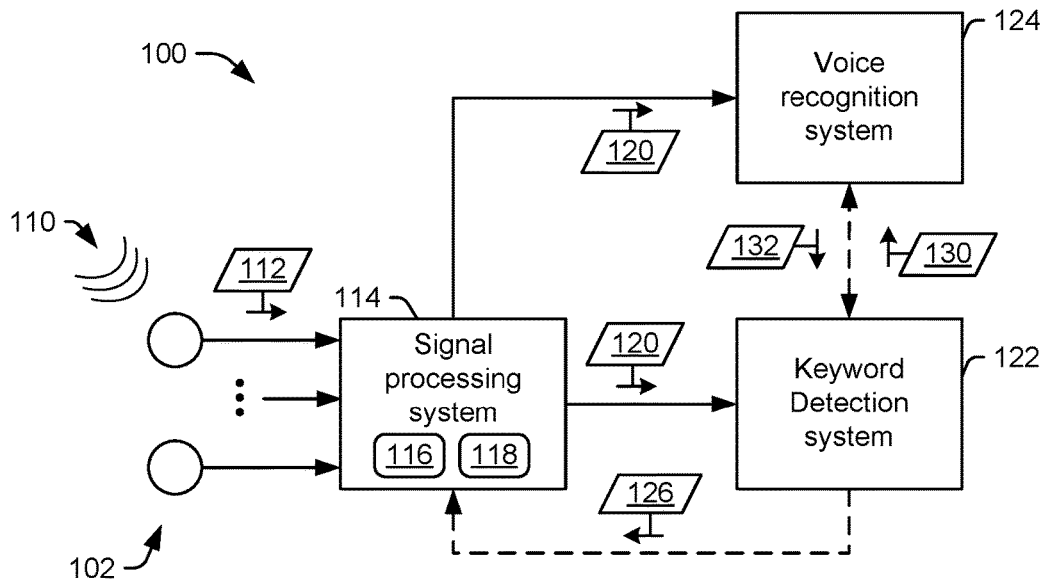 100
124
Voice
recognition
system
120
110
112
132
130
114
Signal
processing
system
116 118
120
122
Keyword
Detection
system
126
102